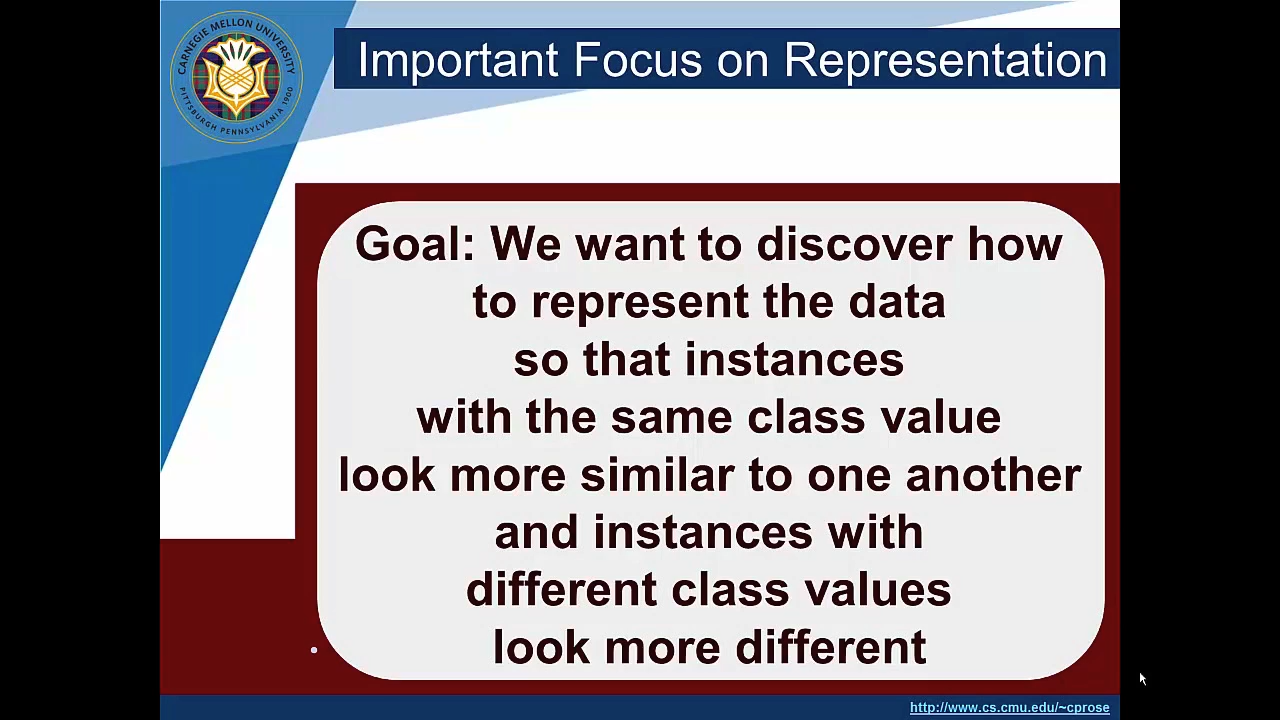 CARNEGIE MELLON UNIVERSITY
PITTSBURGH PENNSYLVANIA 1900
Important Focus on Representation
Goal: We want to discover how
to represent the data
so that instances
with the same class value
look more similar to one another
and instances with
different class values
look more different
http://www.cs.cmu.edu/~cprose